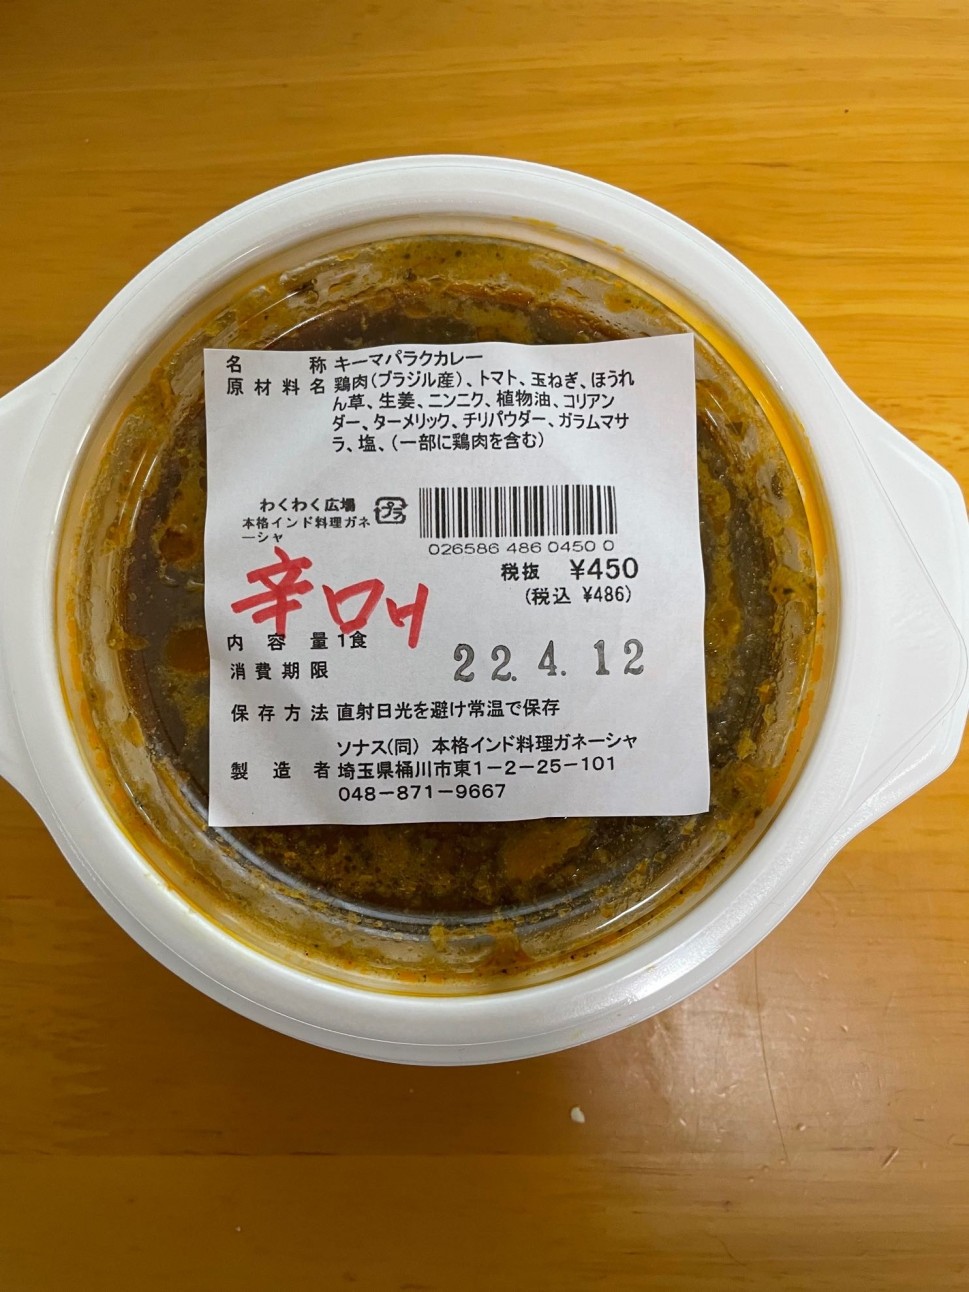 名称 キーマパラクカレー
原材料名 鶏肉(ブラジル産)、トマト、玉ねぎ、ほうれ
ん草、生姜、ニンニク、植物油、コリアン
ダー、ターメリック、チリパウダー、ガラムマサ
ラ、塩、(一部に鶏肉を含む)
わくわく広場
プラ
本格インド料理ガネ
ーシャ
026586 486 0450 0
税抜 ¥450
(税込 ¥486)
辛口
内容量 1食
消費期限 22.4.12
保存方法 直射日光を避け常温で保存
ソナス(同) 本格インド料理ガネーシャ
製造者 埼玉県桶川市東1-2-25-101
048-871-9667